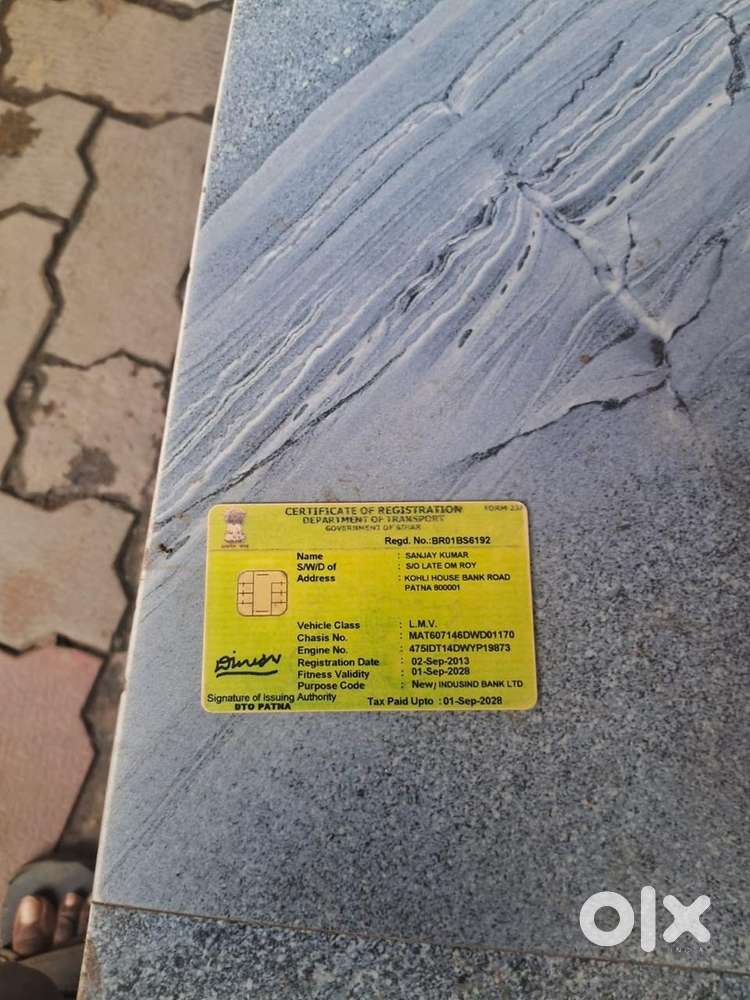 CERTIFICATE OF REGISTRATION
FORM 23
DEPARTMENT OF TRANSPORT
GOVERNMENT OF BIHAR
Regd. No.:BR01BS6192
Name : SANJAY KUMAR
S/W/D of : S/O LATE OM ROY
Address : KOHLI HOUSE BANK ROAD
PATNA 800001
Vehicle Class : L.M.V.
Chasis No. : MAT607146DWD01170
Engine No. : 475IDT14DWYP19873
Registration Date : 02-Sep-2013
Fitness Validity : 01-Sep-2028
Purpose Code : New/ INDUSIND BANK LTD
Signature of Issuing Authority
DTO PATNA
Tax Paid Upto :01-Sep-2028
olx